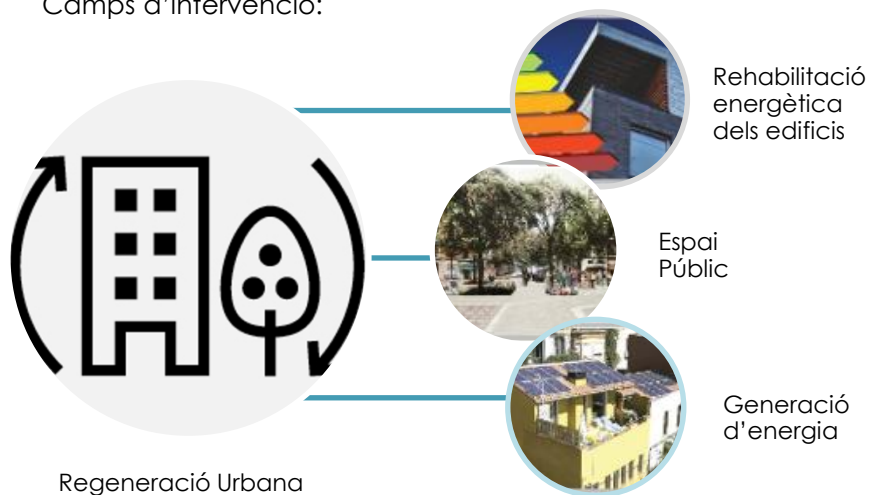 Camps d'intervenció:
Rehabilitació
energètica
dels edificis
Espai
Públic
Generació
d'energia
Regeneració Urbana